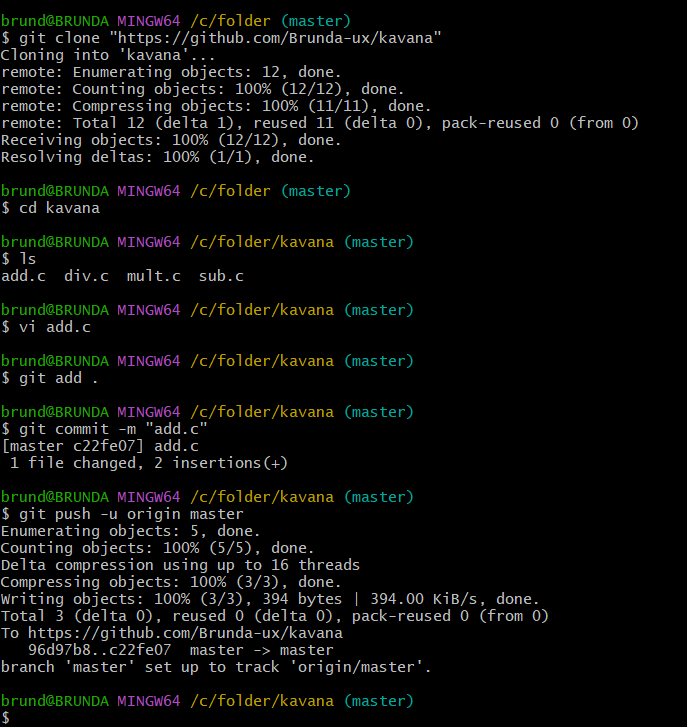 brund@BRUNDA MINGW64 /c/folder (master)
$ git clone "https://github.com/Brunda-ux/kavana"
Cloning into 'kavana'...
remote: Enumerating objects: 12, done.
remote: Counting objects: 100% (12/12), done.
remote: Compressing objects: 100% (11/11), done.
remote: Total 12 (delta 1), reused 11 (delta 0), pack-reused 0 (from 0)
Receiving objects: 100% (12/12), done.
Resolving deltas: 100% (1/1), done.
brund@BRUNDA MINGW64 /c/folder (master)
$ cd kavana
brund@BRUNDA MINGW64 /c/folder/kavana (master)
$ ls
add.c  div.c  mult.c  sub.c
brund@BRUNDA MINGW64 /c/folder/kavana (master)
$ vi add.c
brund@BRUNDA MINGW64 /c/folder/kavana (master)
$ git add .
brund@BRUNDA MINGW64 /c/folder/kavana (master)
$ git commit -m "add.c"
[master c22fe07] add.c
 1 file changed, 2 insertions(+)
brund@BRUNDA MINGW64 /c/folder/kavana (master)
$ git push -u origin master
Enumerating objects: 5, done.
Counting objects: 100% (5/5), done.
Delta compression using up to 16 threads
Compressing objects: 100% (3/3), done.
Writing objects: 100% (3/3), 394 bytes | 394.00 KiB/s, done.
Total 3 (delta 0), reused 0 (delta 0), pack-reused 0 (from 0)
To https://github.com/Brunda-ux/kavana
   96d97b8..c22fe07  master -> master
branch 'master' set up to track 'origin/master'.
brund@BRUNDA MINGW64 /c/folder/kavana (master)
$